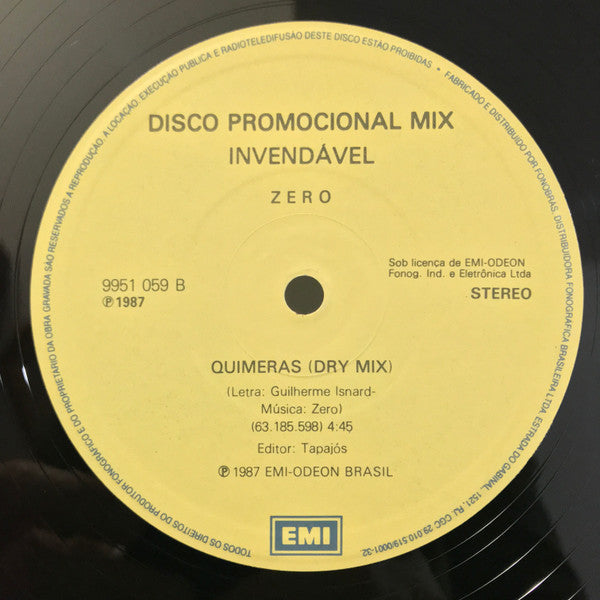 DISCO PROMOCIONAL MIX
INVENDÁVEL
ZERO
9951 059 B
Ⓟ 1987
Sob licença de EMI-ODEON
Fonog. Ind. e Eletrônica Ltda
STEREO
QUIMERAS (DRY MIX)
(Letra: Guilherme Isnard-
Música: Zero)
(63.185.598) 4:45
Editor: Tapajós
Ⓟ 1987 EMI-ODEON BRASIL
EMI
TODOS OS DIREITOS DO PRODUTOR FONOGRÁFICO E DO PROPRIETÁRIO DA OBRA GRAVADA SÃO RESERVADOS A REPRODUÇÃO. A LOCAÇÃO. EXECUÇÃO PUBLICA E RADIOTELEDIFUSÃO DESTE DISCO ESTÃO PROIBIDAS. • FABRICADO E DISTRIBUÍDO POR FONOBRAS, DISTRIBUIDORA FONOGRÁFICA BRASILEIRA LTDA. ESTRADA DO GABINAL, 1521, RJ, CGC 29.010.519/0001-32